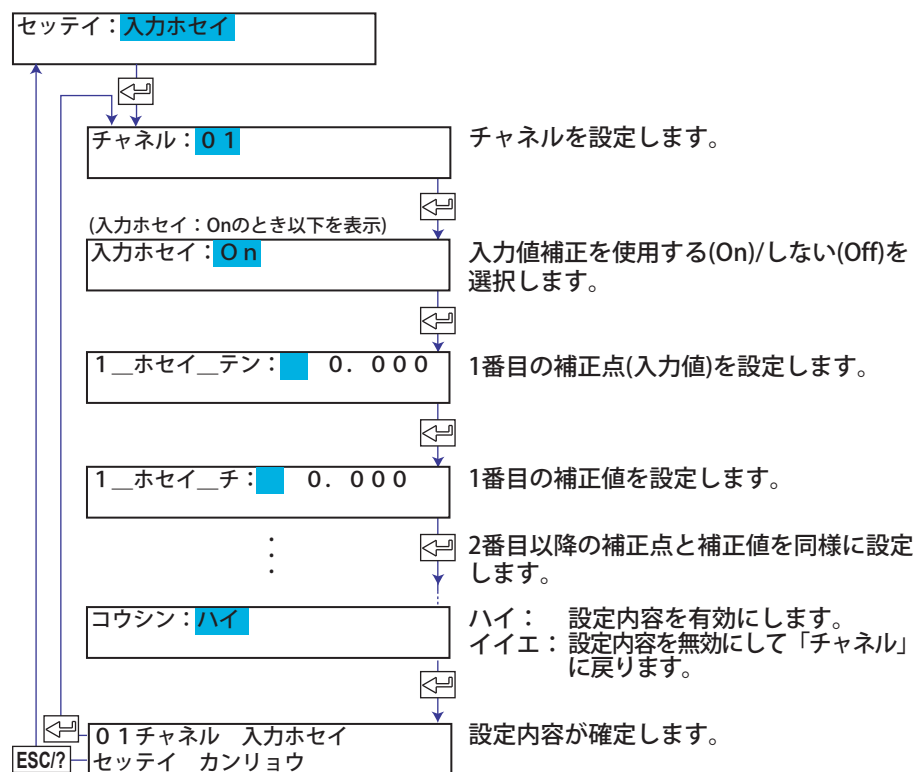 セッテイ：入力ホセイ
チャネル：０１
チャネルを設定します。
(入力ホセイ：Onのとき以下を表示)
入力ホセイ：Ｏｎ
入力値補正を使用する(On)/しない(Off)を
選択します。
１＿ホセイ＿テン： ０．０００
1番目の補正点(入力値)を設定します。
１＿ホセイ＿チ： ０．０００
1番目の補正値を設定します。
2番目以降の補正点と補正値を同様に設定
します。
コウシン：ハイ
ハイ： 設定内容を有効にします。
イイエ：設定内容を無効にして「チャネル」
に戻ります。
０１チャネル　入力ホセイ
設定内容が確定します。
ESC/?
セッテイ　カンリョウ